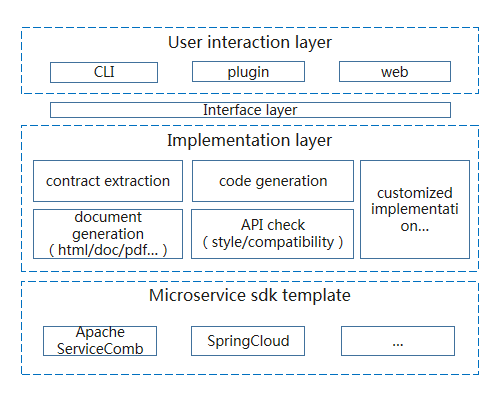 User interaction layer
CLI
plugin
web
Interface layer
Implementation layer
contract extraction
code generation
customized
implementati
on...
document
generation
（html/doc/pdf...）
API check
（style/compatibility）
Microservice sdk template
Apache
ServiceComb
SpringCloud
...